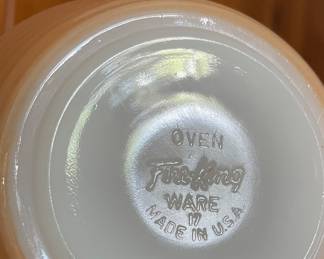 OVEN
Fire-King
WARE
17
MADE IN U.S.A